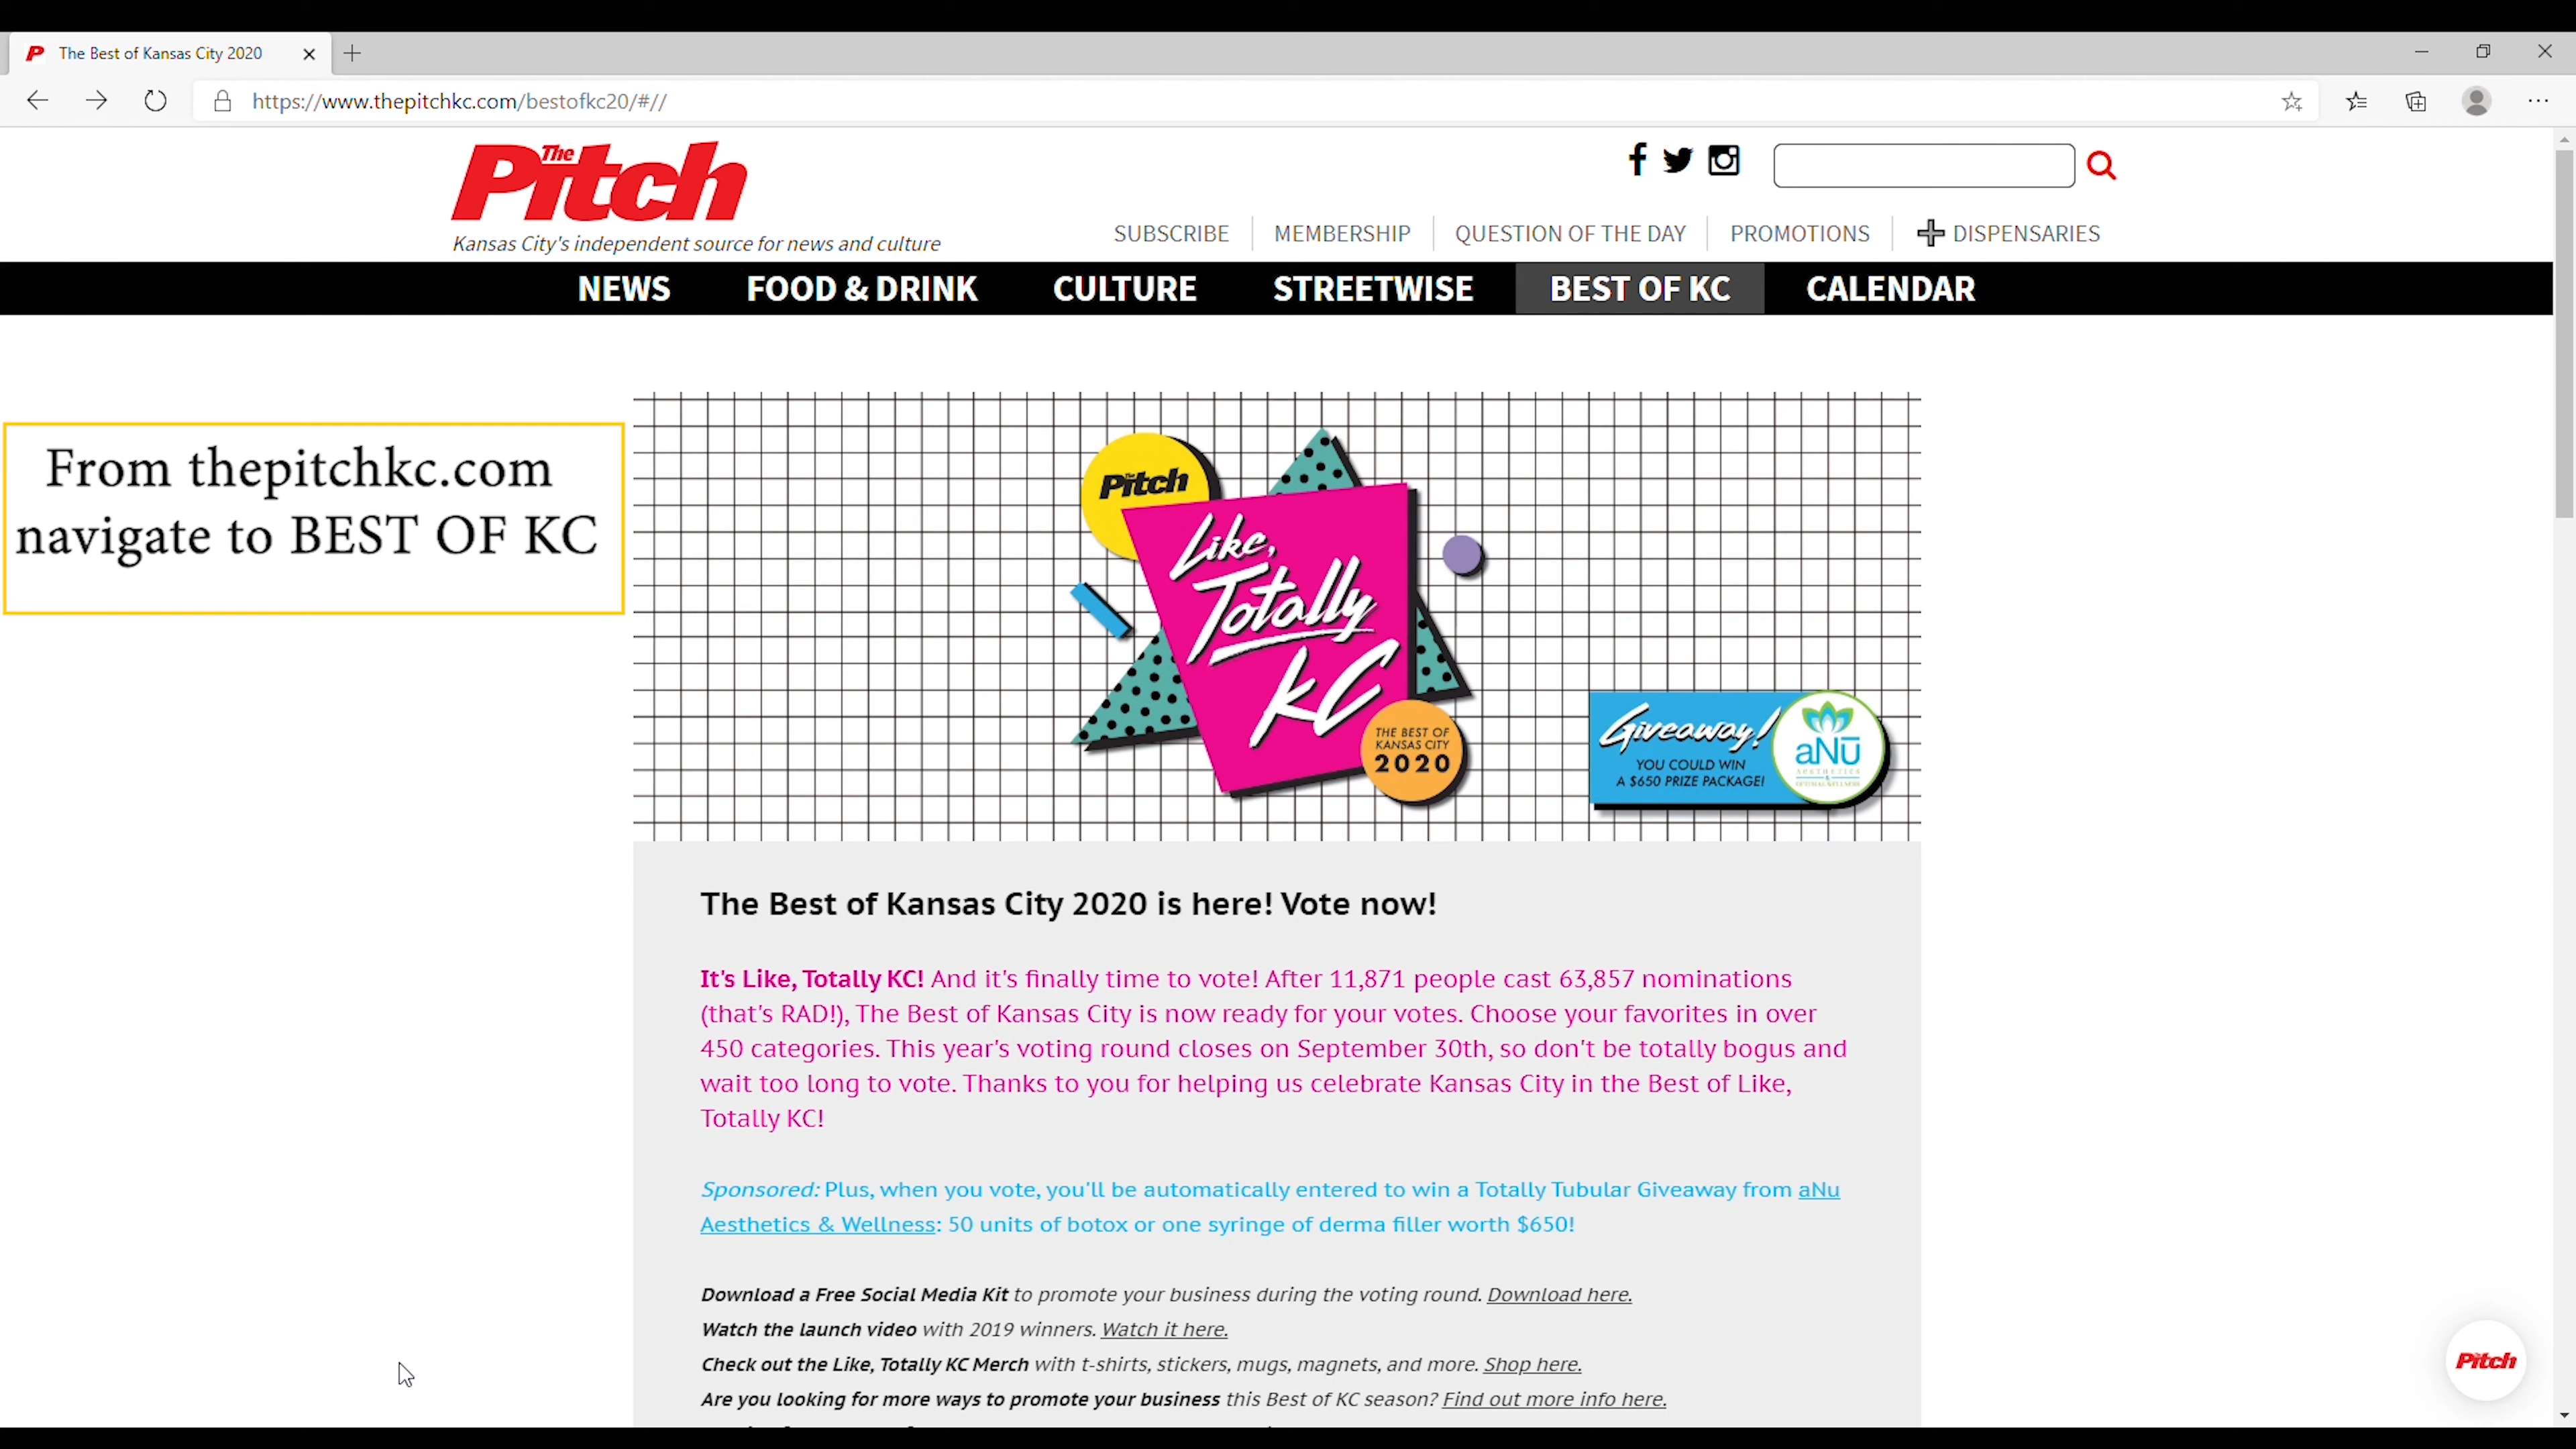 The Best of Kansas City 2020
https://www.thepitchkc.com/bestofkc20/#//
The Pitch
Kansas City's independent source for news and culture
SUBSCRIBE
MEMBERSHIP
QUESTION OF THE DAY
PROMOTIONS
DISPENSARIES
NEWS
FOOD & DRINK
CULTURE
STREETWISE
BEST OF KC
CALENDAR
From thepitchkc.com
navigate to BEST OF KC
The Pitch
Like,
Totally
KC
THE BEST OF
KANSAS CITY
2020
Giveaway!
YOU COULD WIN
A $650 PRIZE PACKAGE!
aNū
AESTHETICS
&
OPTIMAL WELLNESS
The Best of Kansas City 2020 is here! Vote now!
It's Like, Totally KC! And it's finally time to vote! After 11,871 people cast 63,857 nominations
(that's RAD!), The Best of Kansas City is now ready for your votes. Choose your favorites in over
450 categories. This year's voting round closes on September 30th, so don't be totally bogus and
wait too long to vote. Thanks to you for helping us celebrate Kansas City in the Best of Like,
Totally KC!
Sponsored: Plus, when you vote, you'll be automatically entered to win a Totally Tubular Giveaway from aNu
Aesthetics & Wellness: 50 units of botox or one syringe of derma filler worth $650!
Download a Free Social Media Kit to promote your business during the voting round. Download here.
Watch the launch video with 2019 winners. Watch it here.
Check out the Like, Totally KC Merch with t-shirts, stickers, mugs, magnets, and more. Shop here.
Are you looking for more ways to promote your business this Best of KC season? Find out more info here.
Pitch